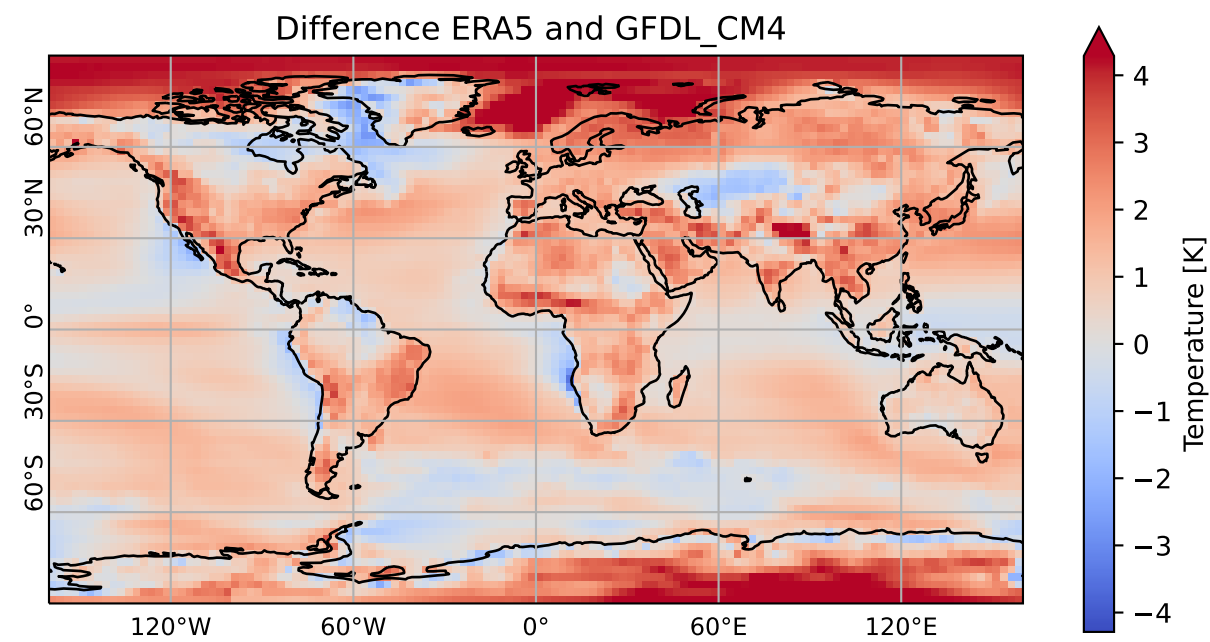 Difference ERA5 and GFDL_CM4
60°N
30°N
0°
30°S
60°S
120°W
60°W
0°
60°E
120°E
4
3
2
1
0
−1
−2
−3
−4
Temperature [K]